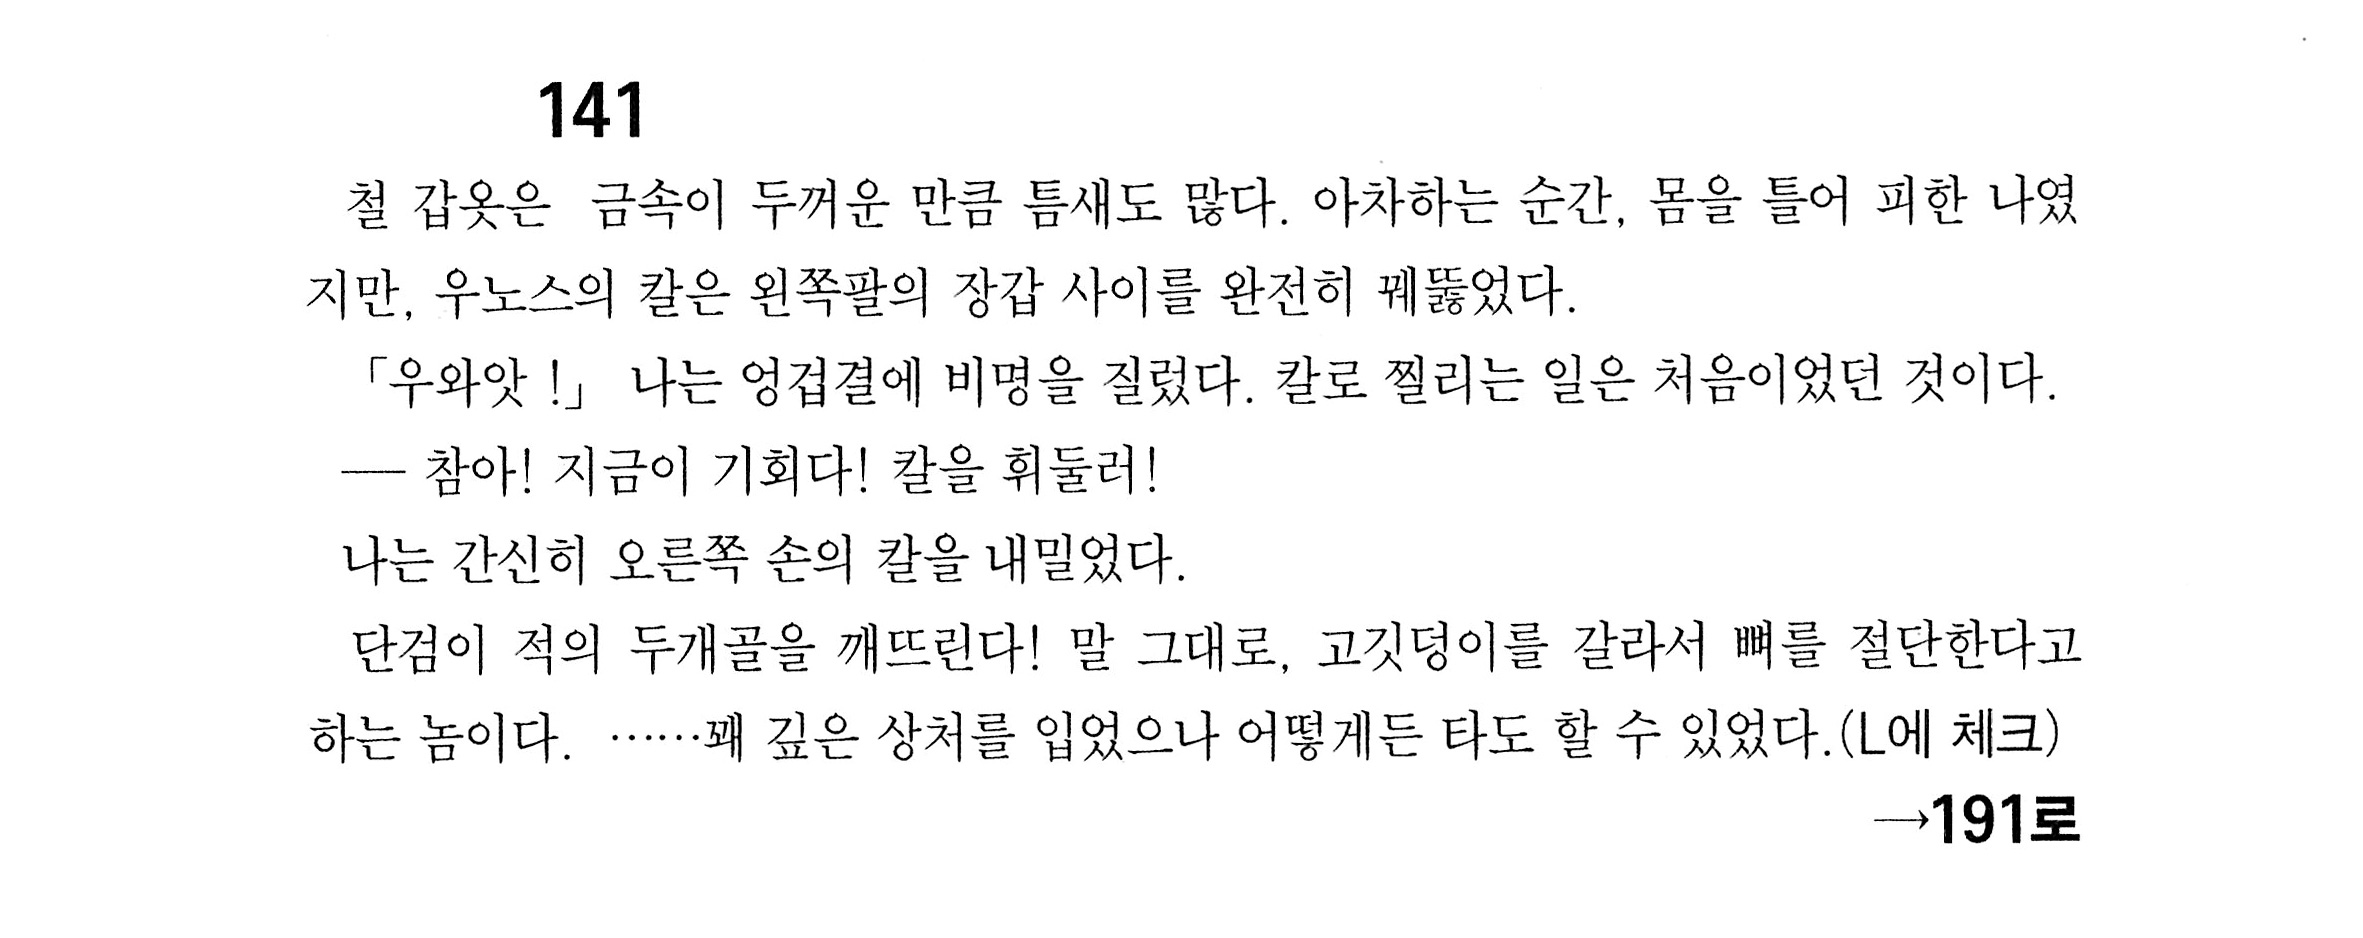 141
철 갑옷은 금속이 두꺼운 만큼 틈새도 많다. 아차하는 순간, 몸을 틀어 피한 나였
지만, 우노스의 칼은 왼쪽팔의 장갑 사이를 완전히 꿰뚫었다.
「우와앗!」 나는 엉겁결에 비명을 질렀다. 칼로 찔리는 일은 처음이었던 것이다.
― 참아! 지금이 기회다! 칼을 휘둘러!
나는 간신히 오른쪽 손의 칼을 내밀었다.
단검이 적의 두개골을 깨뜨린다! 말 그대로, 고깃덩이를 갈라서 뼈를 절단한다고
하는 놈이다. ……꽤 깊은 상처를 입었으나 어떻게든 타도 할 수 있었다.(L에 체크)
→191로